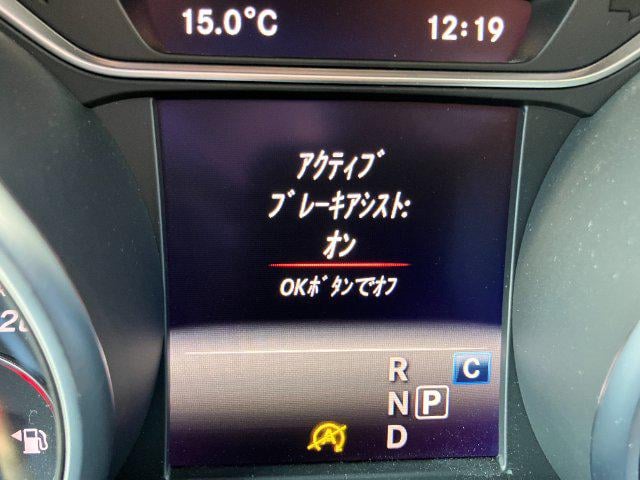 15.0°C 12:19
ｱｸﾃｨﾌﾞ
ﾌﾞﾚｰｷｱｼｽﾄ:
ｵﾝ
OKﾎﾞﾀﾝでｵﾌ
R C
N P
A D